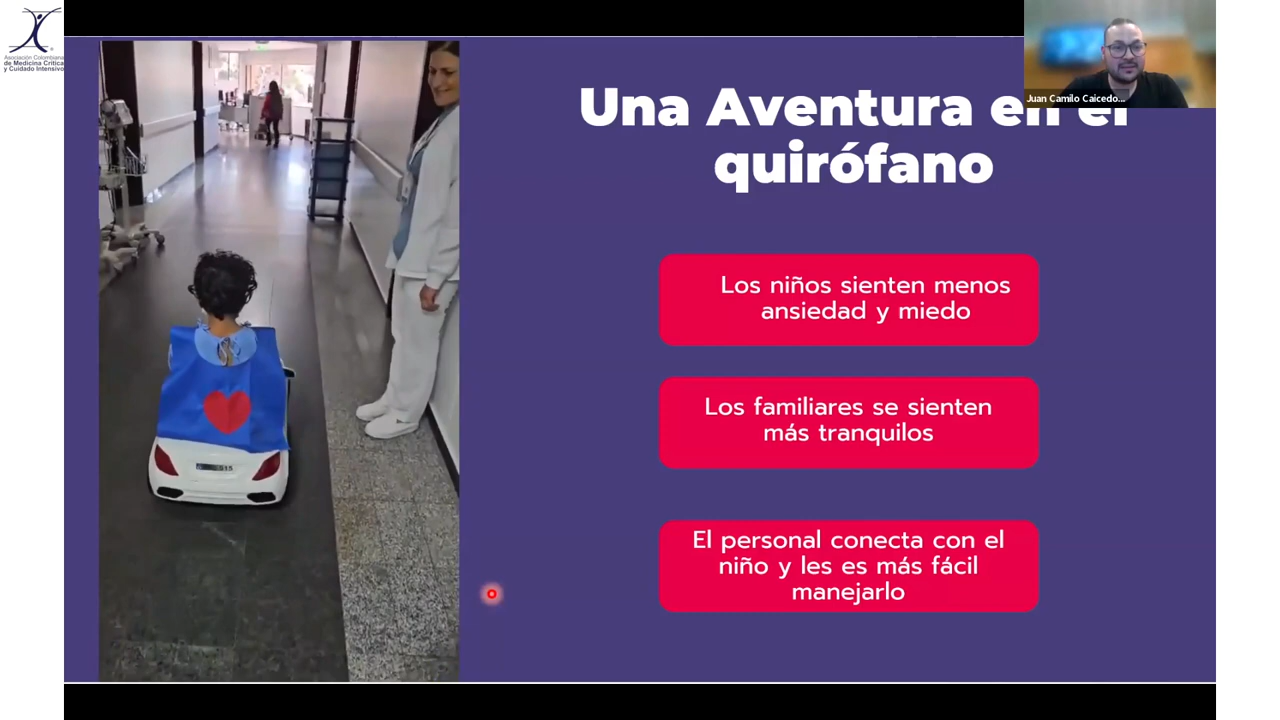 Asociación Colombiana
de Medicina Crítica
y Cuidado Intensivo
Juan Camilo Caicedo...
Una Aventura en el
quirófano
Los niños sienten menos
ansiedad y miedo
Los familiares se sienten
más tranquilos
El personal conecta con el
niño y les es más fácil
manejarlo